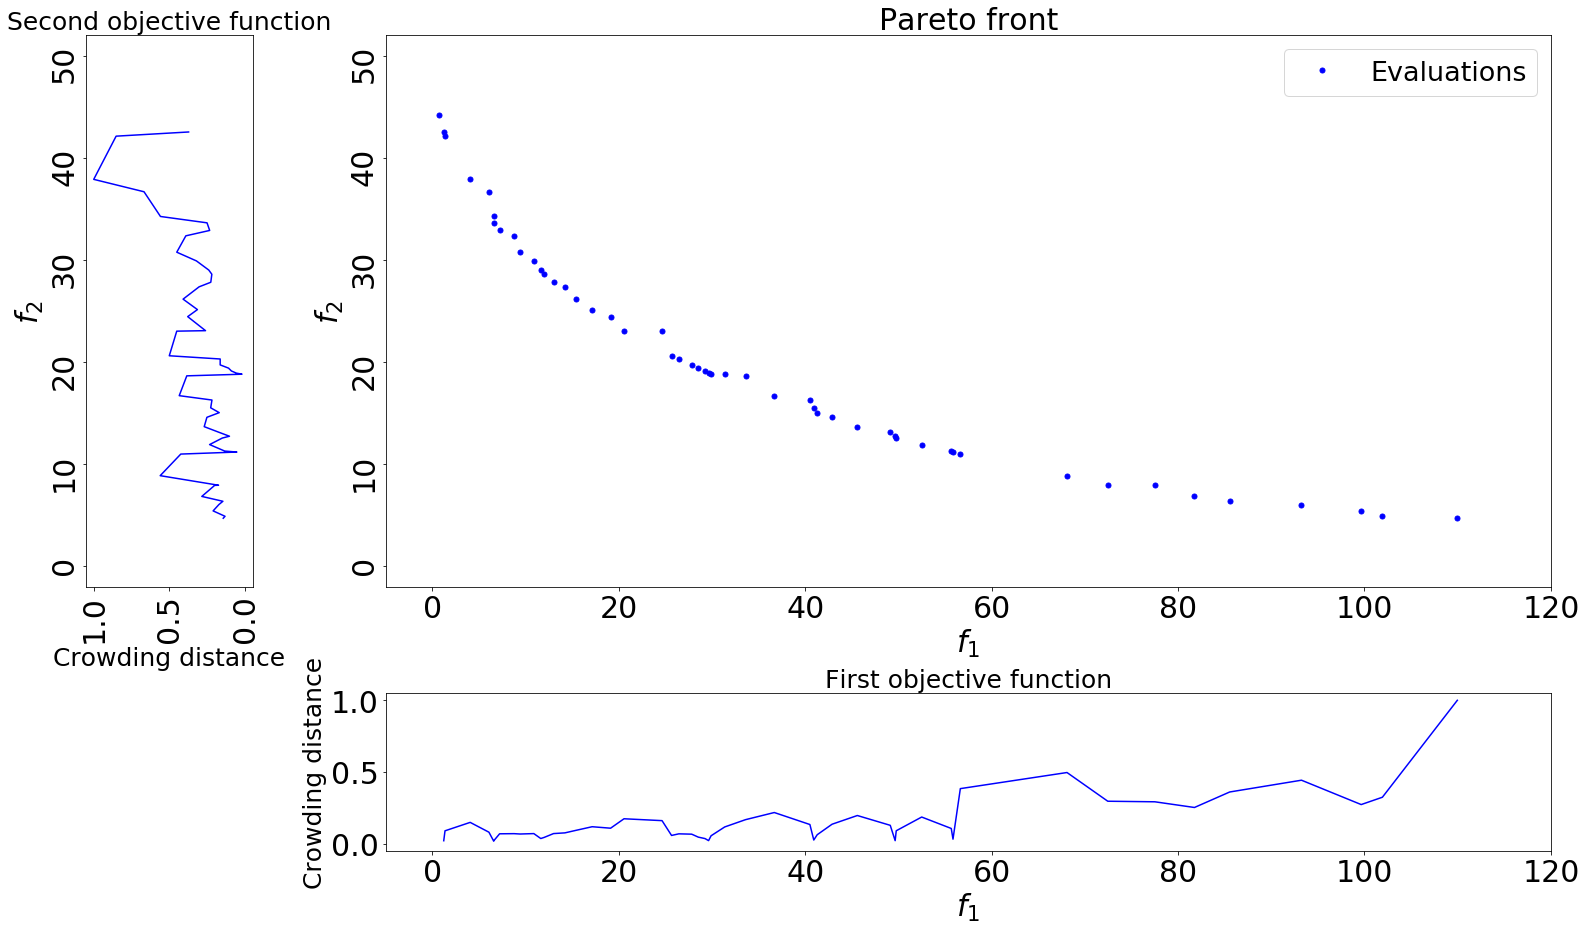 Second objective function
50
40
30
20
10
0
f2
1.0
0.5
0.0
Crowding distance
Pareto front
Evaluations
50
40
30
20
10
0
f2
0 20 40 60 80 100 120
f1
First objective function
1.0
0.5
0.0
Crowding distance
0 20 40 60 80 100 120
f1